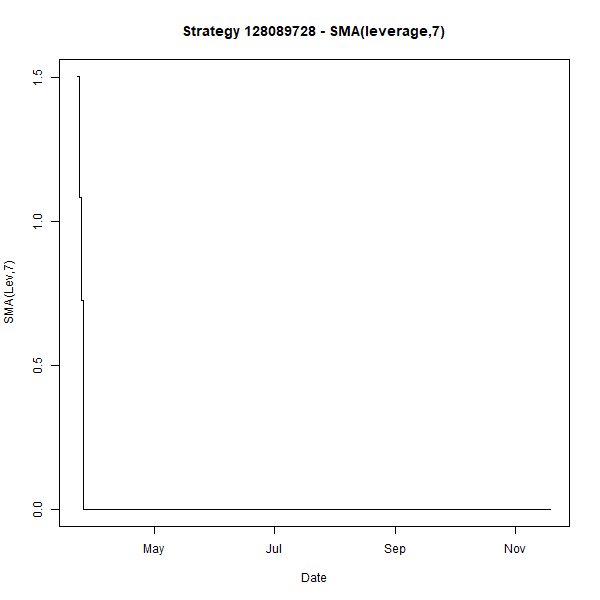 Strategy 128089728 - SMA(leverage,7)
SMA(Lev,7)
1.5
1.0
0.5
0.0
May Jul Sep Nov
Date